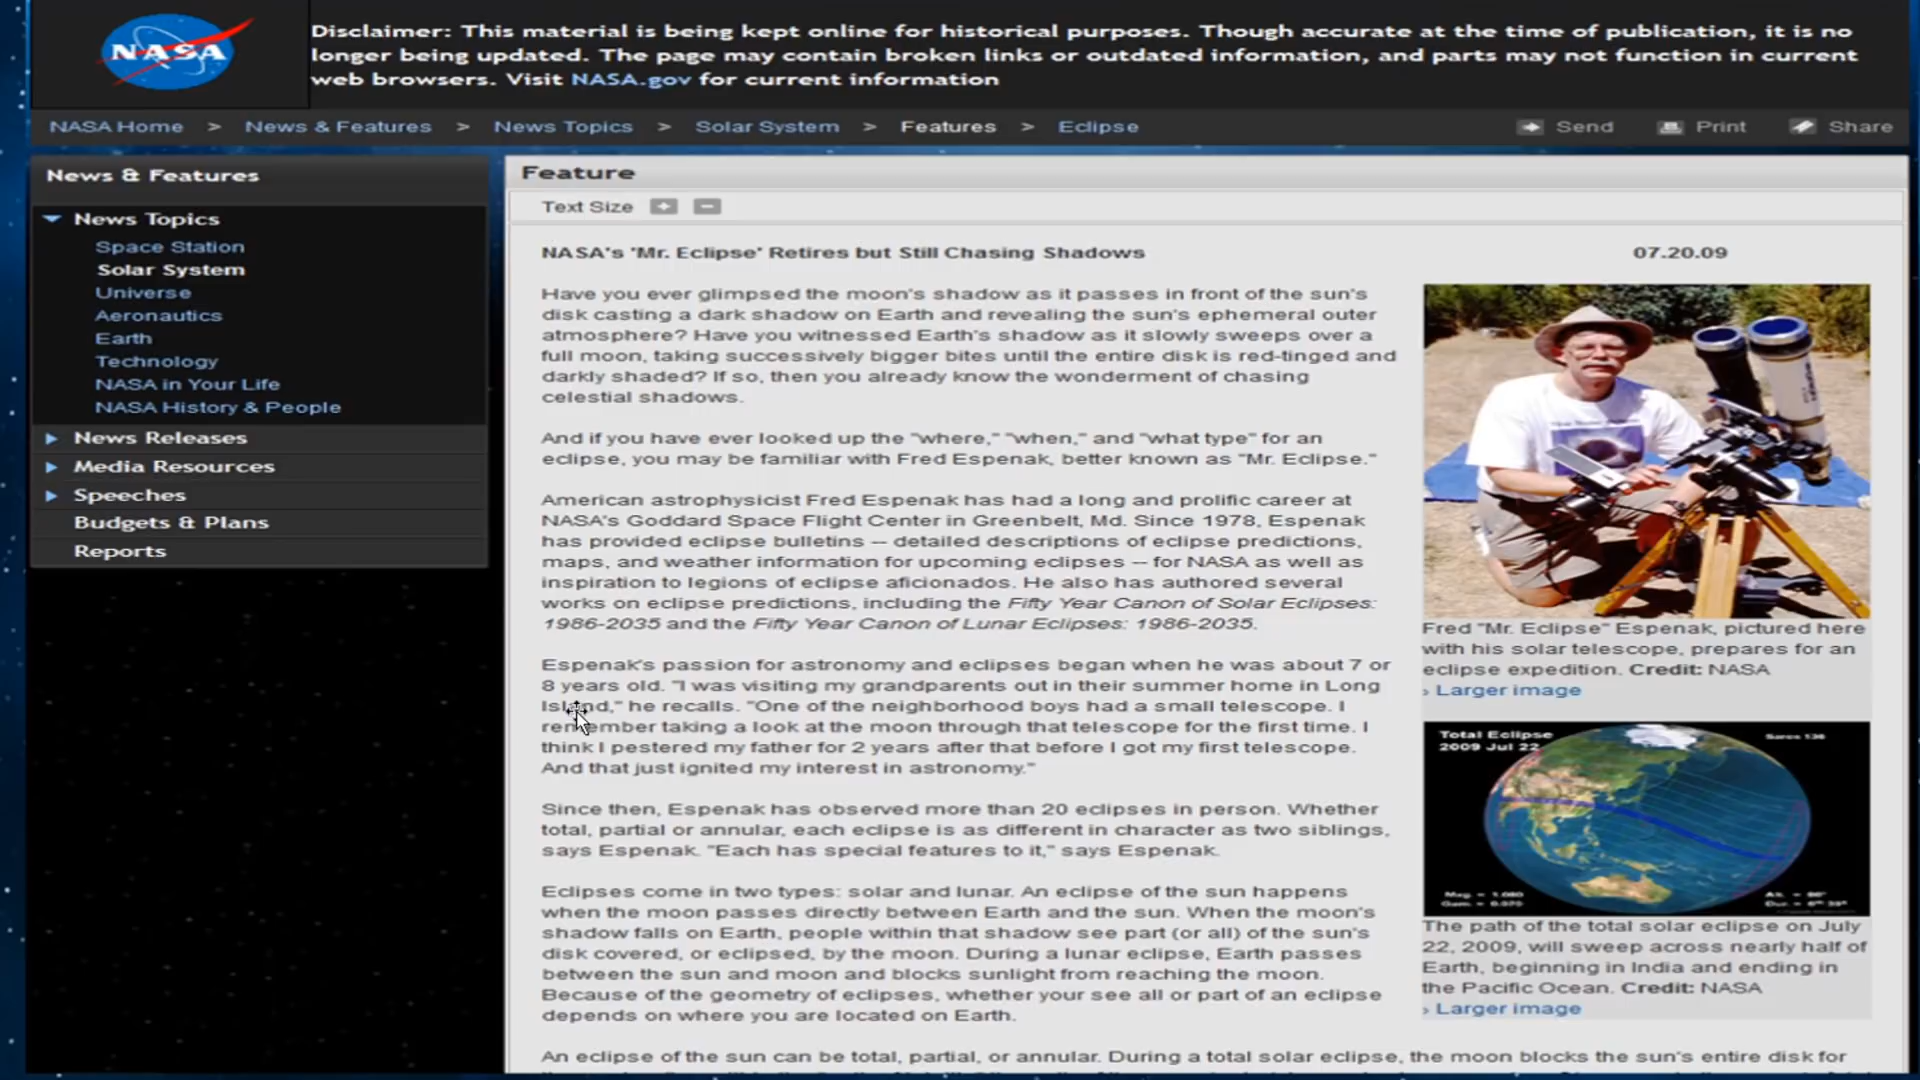 NASA
Disclaimer: This material is being kept online for historical purposes. Though accurate at the time of publication, it is no
longer being updated. The page may contain broken links or outdated information, and parts may not function in current
web browsers. Visit NASA.gov for current information
NASA Home > News & Features > News Topics > Solar System > Features > Eclipse
Send Print Share
News & Features
News Topics
Space Station
Solar System
Universe
Aeronautics
Earth
Technology
NASA in Your Life
NASA History & People
News Releases
Media Resources
Speeches
Budgets & Plans
Reports
Feature
Text Size
NASA's 'Mr. Eclipse' Retires but Still Chasing Shadows
07.20.09
Have you ever glimpsed the moon's shadow as it passes in front of the sun's
disk casting a dark shadow on Earth and revealing the sun's ephemeral outer
atmosphere? Have you witnessed Earth's shadow as it slowly sweeps over a
full moon, taking successively bigger bites until the entire disk is red-tinged and
darkly shaded? If so, then you already know the wonderment of chasing
celestial shadows.
And if you have ever looked up the "where," "when," and "what type" for an
eclipse, you may be familiar with Fred Espenak, better known as "Mr. Eclipse."
American astrophysicist Fred Espenak has had a long and prolific career at
NASA's Goddard Space Flight Center in Greenbelt, Md. Since 1978, Espenak
has provided eclipse bulletins -- detailed descriptions of eclipse predictions,
maps, and weather information for upcoming eclipses -- for NASA as well as
inspiration to legions of eclipse aficionados. He also has authored several
works on eclipse predictions, including the Fifty Year Canon of Solar Eclipses:
1986-2035 and the Fifty Year Canon of Lunar Eclipses: 1986-2035.
Espenak's passion for astronomy and eclipses began when he was about 7 or
8 years old. "I was visiting my grandparents out in their summer home in Long
Island," he recalls. "One of the neighborhood boys had a small telescope. I
remember taking a look at the moon through that telescope for the first time. I
think I pestered my father for 2 years after that before I got my first telescope.
And that just ignited my interest in astronomy."
Since then, Espenak has observed more than 20 eclipses in person. Whether
total, partial or annular, each eclipse is as different in character as two siblings,
says Espenak. "Each has special features to it," says Espenak.
Eclipses come in two types: solar and lunar. An eclipse of the sun happens
when the moon passes directly between Earth and the sun. When the moon's
shadow falls on Earth, people within that shadow see part (or all) of the sun's
disk covered, or eclipsed, by the moon. During a lunar eclipse, Earth passes
between the sun and moon and blocks sunlight from reaching the moon.
Because of the geometry of eclipses, whether your see all or part of an eclipse
depends on where you are located on Earth.
An eclipse of the sun can be total, partial, or annular. During a total solar eclipse, the moon blocks the sun's entire disk for
Fred "Mr. Eclipse" Espenak, pictured here
with his solar telescope, prepares for an
eclipse expedition. Credit: NASA
› Larger image
Total Eclipse
2009 Jul 22
Saros 136
The path of the total solar eclipse on July
22, 2009, will sweep across nearly half of
Earth, beginning in India and ending in
the Pacific Ocean. Credit: NASA
› Larger image